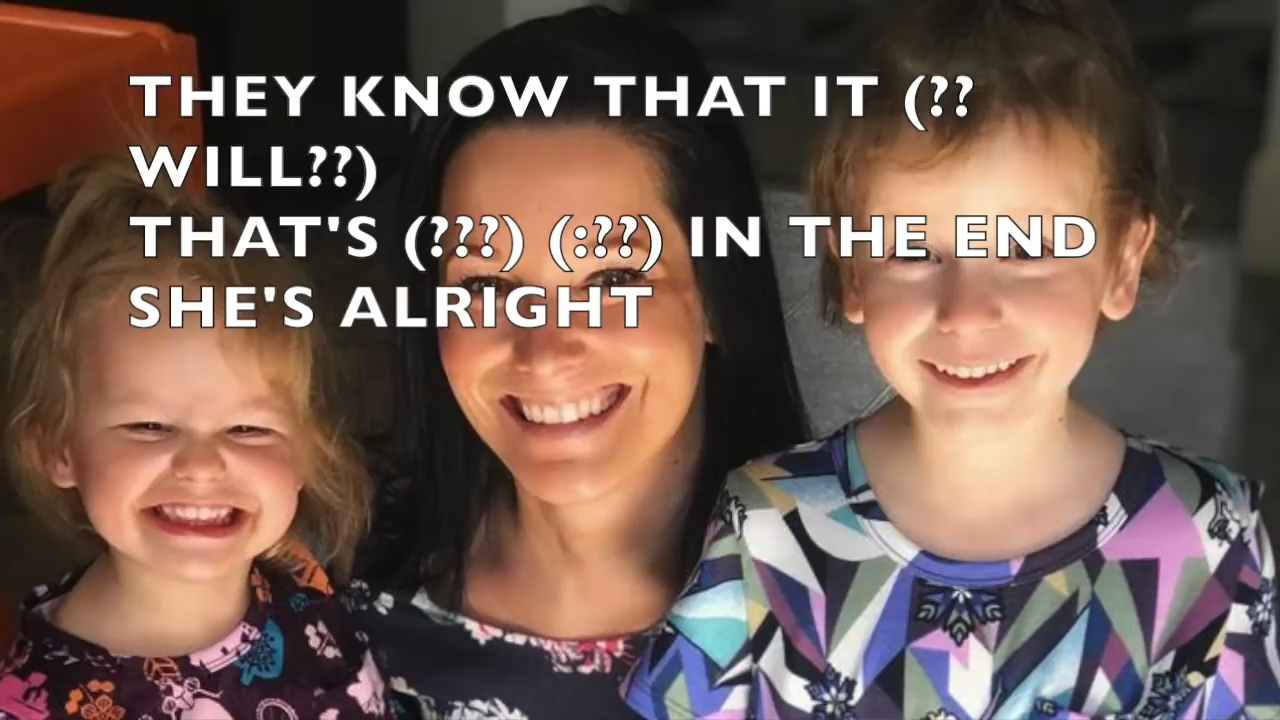 THEY KNOW THAT IT (??
WILL??)
THAT'S (???) (:??) IN THE END
SHE'S ALRIGHT